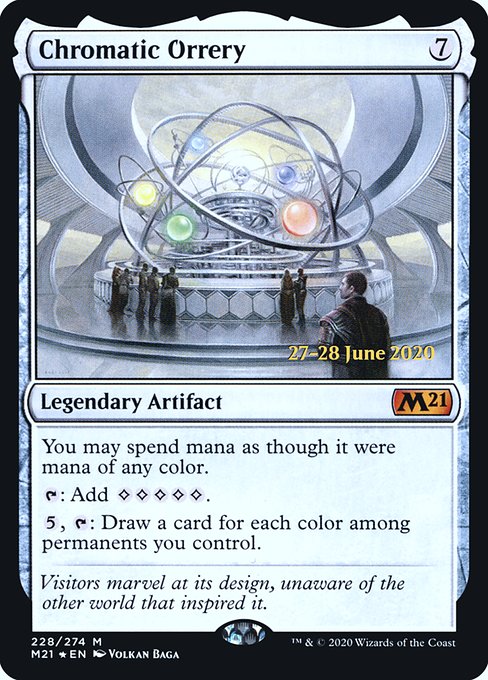 Chromatic Orrery 7
27–28 June 2020
Legendary Artifact M21
You may spend mana as though it were
mana of any color.
: Add ◇◇◇◇◇.
5, : Draw a card for each color among
permanents you control.
Visitors marvel at its design, unaware of the
other world that inspired it.
228/274 M
M21 ★ EN Volkan Baga
™ & © 2020 Wizards of the Coast